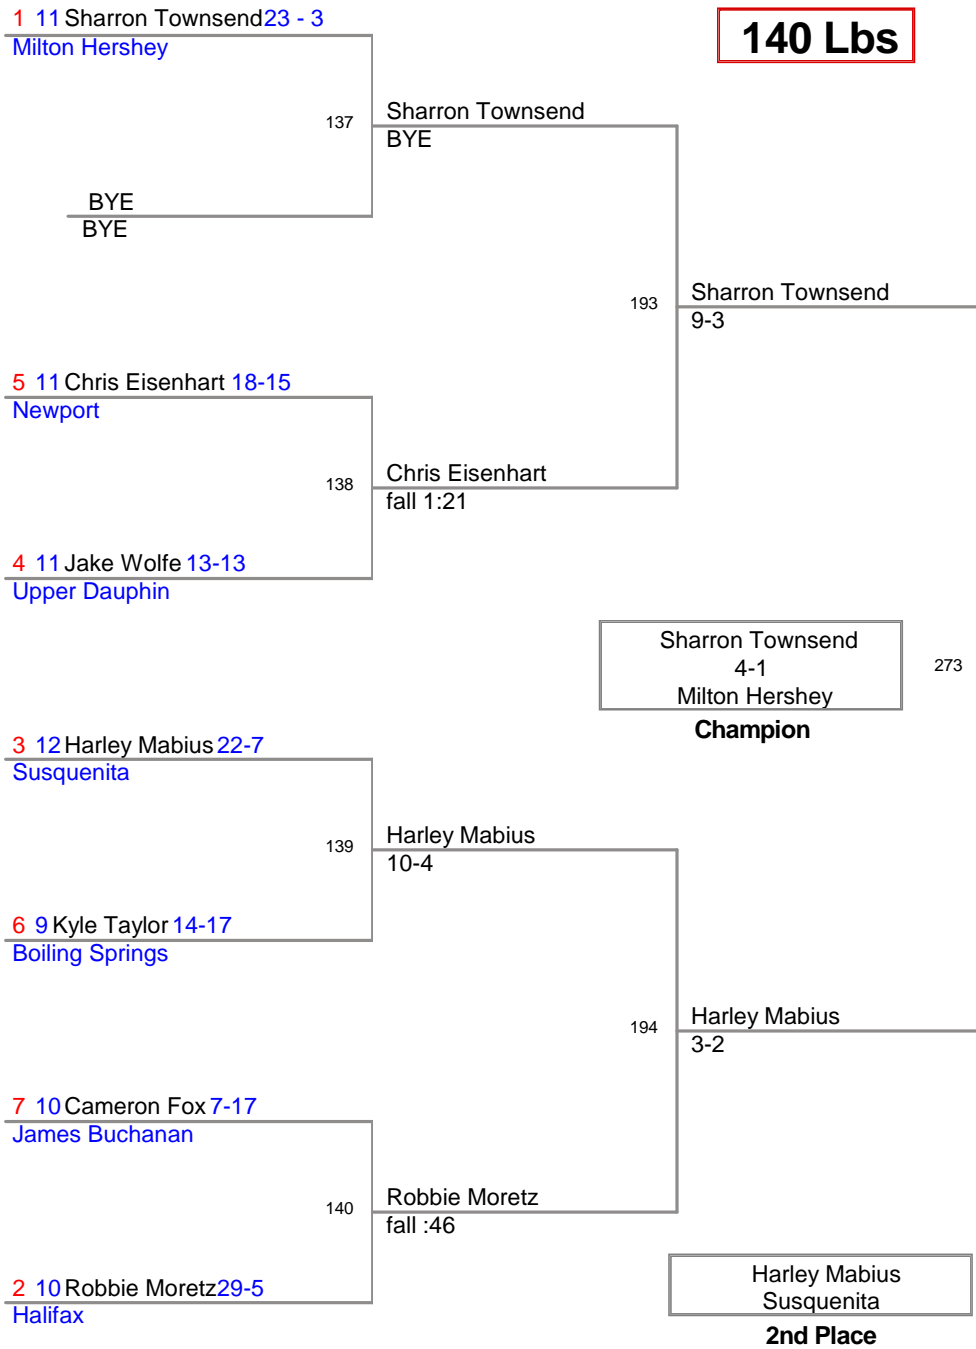 1 11 Sharron Townsend 23 - 3
Milton Hershey
140 Lbs
137
Sharron Townsend
BYE
BYE
BYE
193
Sharron Townsend
9-3
5 11 Chris Eisenhart 18-15
Newport
138
Chris Eisenhart
fall 1:21
4 11 Jake Wolfe 13-13
Upper Dauphin
Sharron Townsend
4-1
Milton Hershey
273
Champion
3 12 Harley Mabius 22-7
Susquenita
139
Harley Mabius
10-4
6 9 Kyle Taylor 14-17
Boiling Springs
194
Harley Mabius
3-2
7 10 Cameron Fox 7-17
James Buchanan
140
Robbie Moretz
fall :46
2 10 Robbie Moretz 29-5
Halifax
Harley Mabius
Susquenita
2nd Place